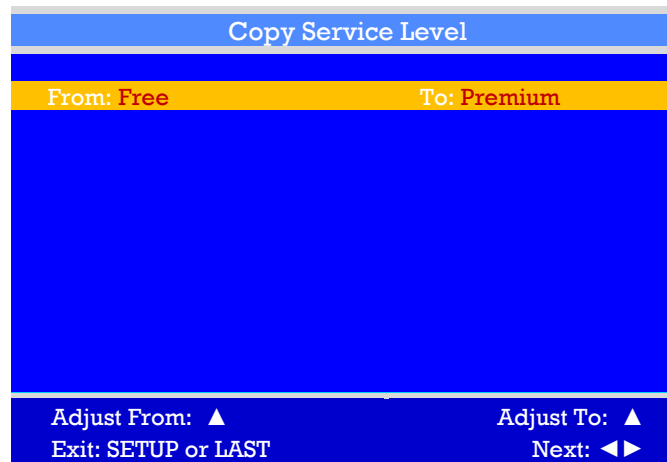 Copy Service Level
From: Free To: Premium
Adjust From: ▲ Adjust To: ▲
Exit: SETUP or LAST Next: ◄►